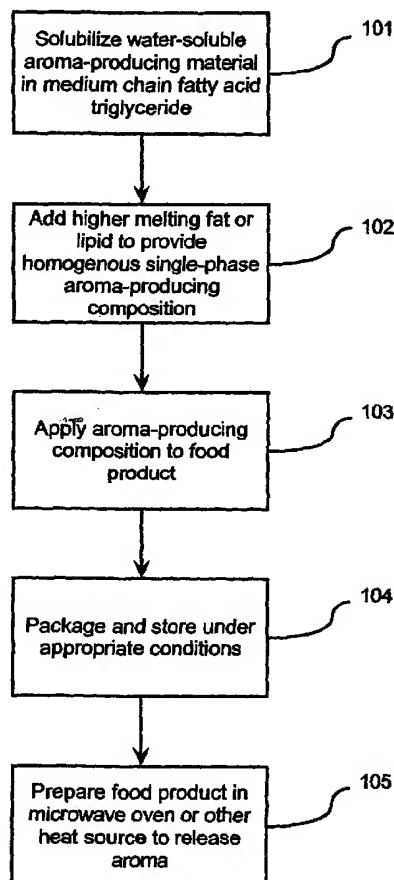 Solubilize water-soluble
aroma-producing material
in medium chain fatty acid
triglyceride
101
Add higher melting fat or
lipid to provide
homogenous single-phase
aroma-producing
composition
102
Apply aroma-producing
composition to food
product
103
Package and store under
appropriate conditions
104
Prepare food product in
microwave oven or other
heat source to release
aroma
105